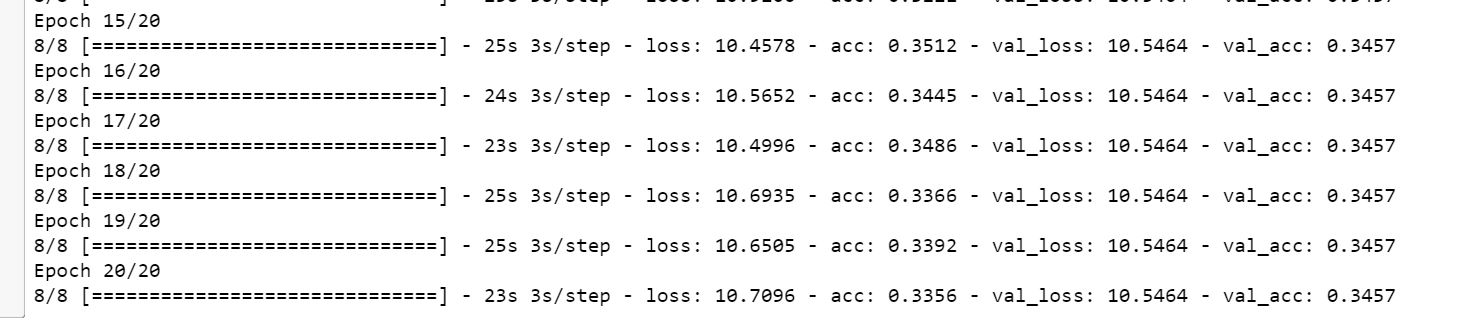 Epoch 15/20
8/8 [==============================] - 25s 3s/step - loss: 10.4578 - acc: 0.3512 - val_loss: 10.5464 - val_acc: 0.3457
Epoch 16/20
8/8 [==============================] - 24s 3s/step - loss: 10.5652 - acc: 0.3445 - val_loss: 10.5464 - val_acc: 0.3457
Epoch 17/20
8/8 [==============================] - 23s 3s/step - loss: 10.4996 - acc: 0.3486 - val_loss: 10.5464 - val_acc: 0.3457
Epoch 18/20
8/8 [==============================] - 25s 3s/step - loss: 10.6935 - acc: 0.3366 - val_loss: 10.5464 - val_acc: 0.3457
Epoch 19/20
8/8 [==============================] - 25s 3s/step - loss: 10.6505 - acc: 0.3392 - val_loss: 10.5464 - val_acc: 0.3457
Epoch 20/20
8/8 [==============================] - 23s 3s/step - loss: 10.7096 - acc: 0.3356 - val_loss: 10.5464 - val_acc: 0.3457